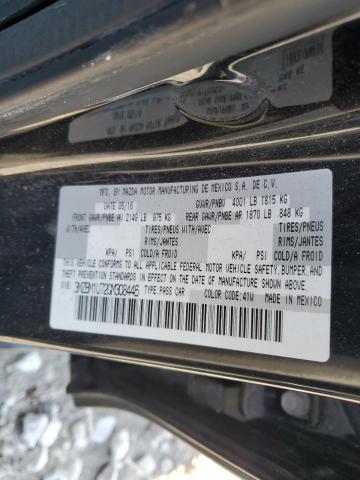 MFD. BY MAZDA MOTOR MANUFACTURING DE MEXICO S.A. DE C.V.
DATE 05/16 GVWR/PNBV 4001 LB 1815 KG
FRONT GAWR/PNBE AV 2149 LB 975 KG REAR GAWR/PNBE AR 1870 LB 848 KG
WITH/AVEC TIRES/PNEUS WITH/AVEC TIRES/PNEUS
RIMS/JANTES RIMS/JANTES
KPA/ PSI COLD/A FROID KPA/ PSI COLD/A FROID
THIS VEHICLE CONFORMS TO ALL APPLICABLE FEDERAL MOTOR VEHICLE SAFETY, BUMPER, AND
THEFT PREVENTION STANDARDS IN EFFECT ON THE DATE OF MANUFACTURE SHOWN ABOVE.
VIN: TYPE PASS CAR COLOR CODE: 41W MADE IN MEXICO